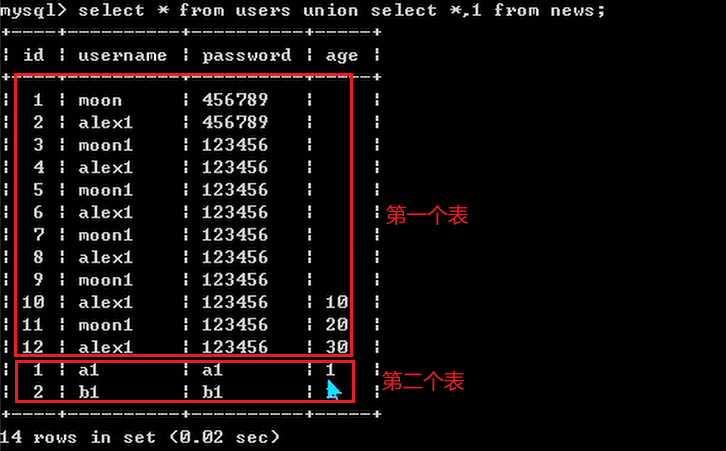 mysql> select * from users union select *,1 from news;
+----+----------+----------+------+
| id | username | password | age |
+----+----------+----------+------+
| 1 | moon | 456789 | |
| 2 | alex1 | 456789 | |
| 3 | moon1 | 123456 | |
| 4 | alex1 | 123456 | |
| 5 | moon1 | 123456 | |
| 6 | alex1 | 123456 | |
| 7 | moon1 | 123456 | |
| 8 | alex1 | 123456 | |
| 9 | moon1 | 123456 | |
| 10 | alex1 | 123456 | 10 |
| 11 | moon1 | 123456 | 20 |
| 12 | alex1 | 123456 | 30 |
第一个表
| 1 | a1 | a1 | 1 |
| 2 | b1 | b1 | |
第二个表
+----+----------+----------+------+
14 rows in set (0.02 sec)